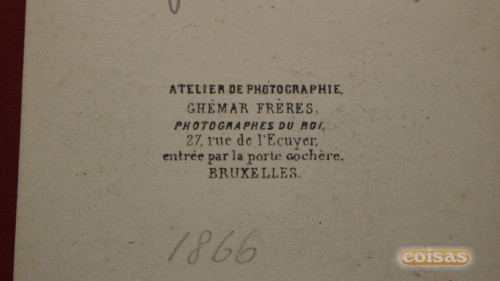 ATELIER DE PHOTOGRAPHIE.
GHÉMAR FRÈRES,
PHOTOGRAPHES DU ROI,
27, rue de l'Ecuyer,
entrée par la porte cochère.
BRUXELLES.
1866
coisas